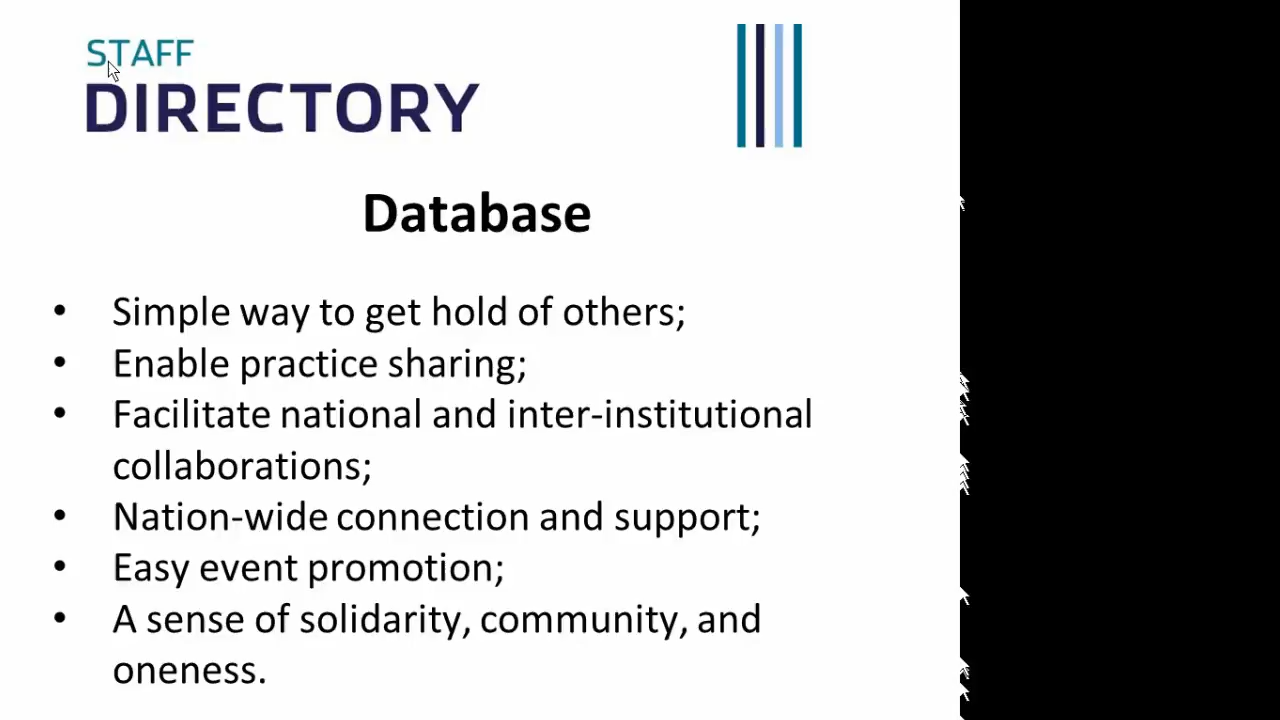 STAFF
DIRECTORY
Database
• Simple way to get hold of others;
• Enable practice sharing;
• Facilitate national and inter-institutional
collaborations;
• Nation-wide connection and support;
• Easy event promotion;
• A sense of solidarity, community, and
oneness.